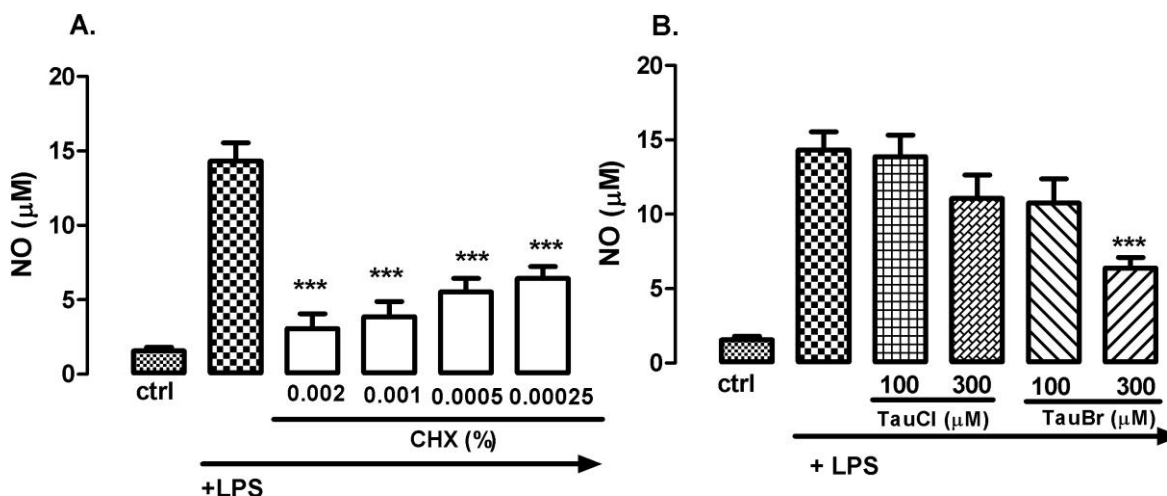 A.
NO (μM)
20
15
10
5
0
*** *** *** ***
ctrl
0.002 0.001 0.0005 0.00025
CHX (%)
+LPS
B.
NO (μM)
20
15
10
5
0
***
ctrl
100 300 100 300
TauCl (μM) TauBr (μM)
+ LPS